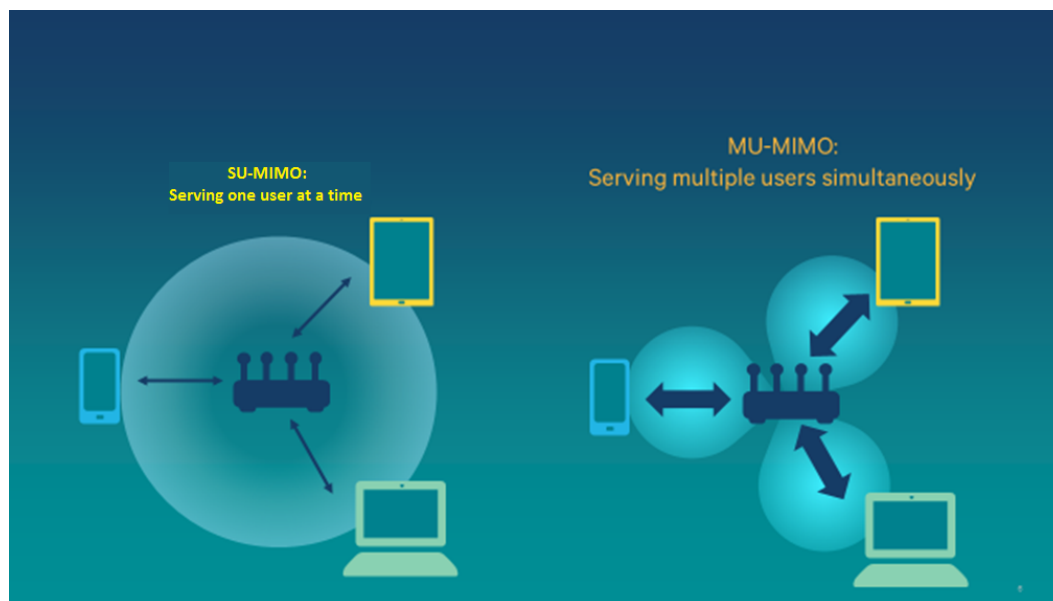 SU-MIMO:
Serving one user at a time
MU-MIMO:
Serving multiple users simultaneously